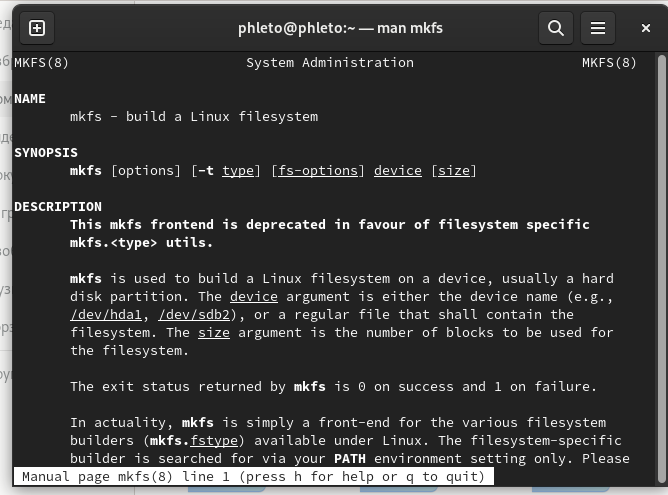 phleto@phleto:~ — man mkfs
MKFS(8) System Administration MKFS(8)
NAME
mkfs - build a Linux filesystem
SYNOPSIS
mkfs [options] [-t type] [fs-options] device [size]
DESCRIPTION
This mkfs frontend is deprecated in favour of filesystem specific
mkfs.<type> utils.
mkfs is used to build a Linux filesystem on a device, usually a hard
disk partition. The device argument is either the device name (e.g.,
/dev/hda1, /dev/sdb2), or a regular file that shall contain the
filesystem. The size argument is the number of blocks to be used for
the filesystem.
The exit status returned by mkfs is 0 on success and 1 on failure.
In actuality, mkfs is simply a front-end for the various filesystem
builders (mkfs.fstype) available under Linux. The filesystem-specific
builder is searched for via your PATH environment setting only. Please
Manual page mkfs(8) line 1 (press h for help or q to quit)